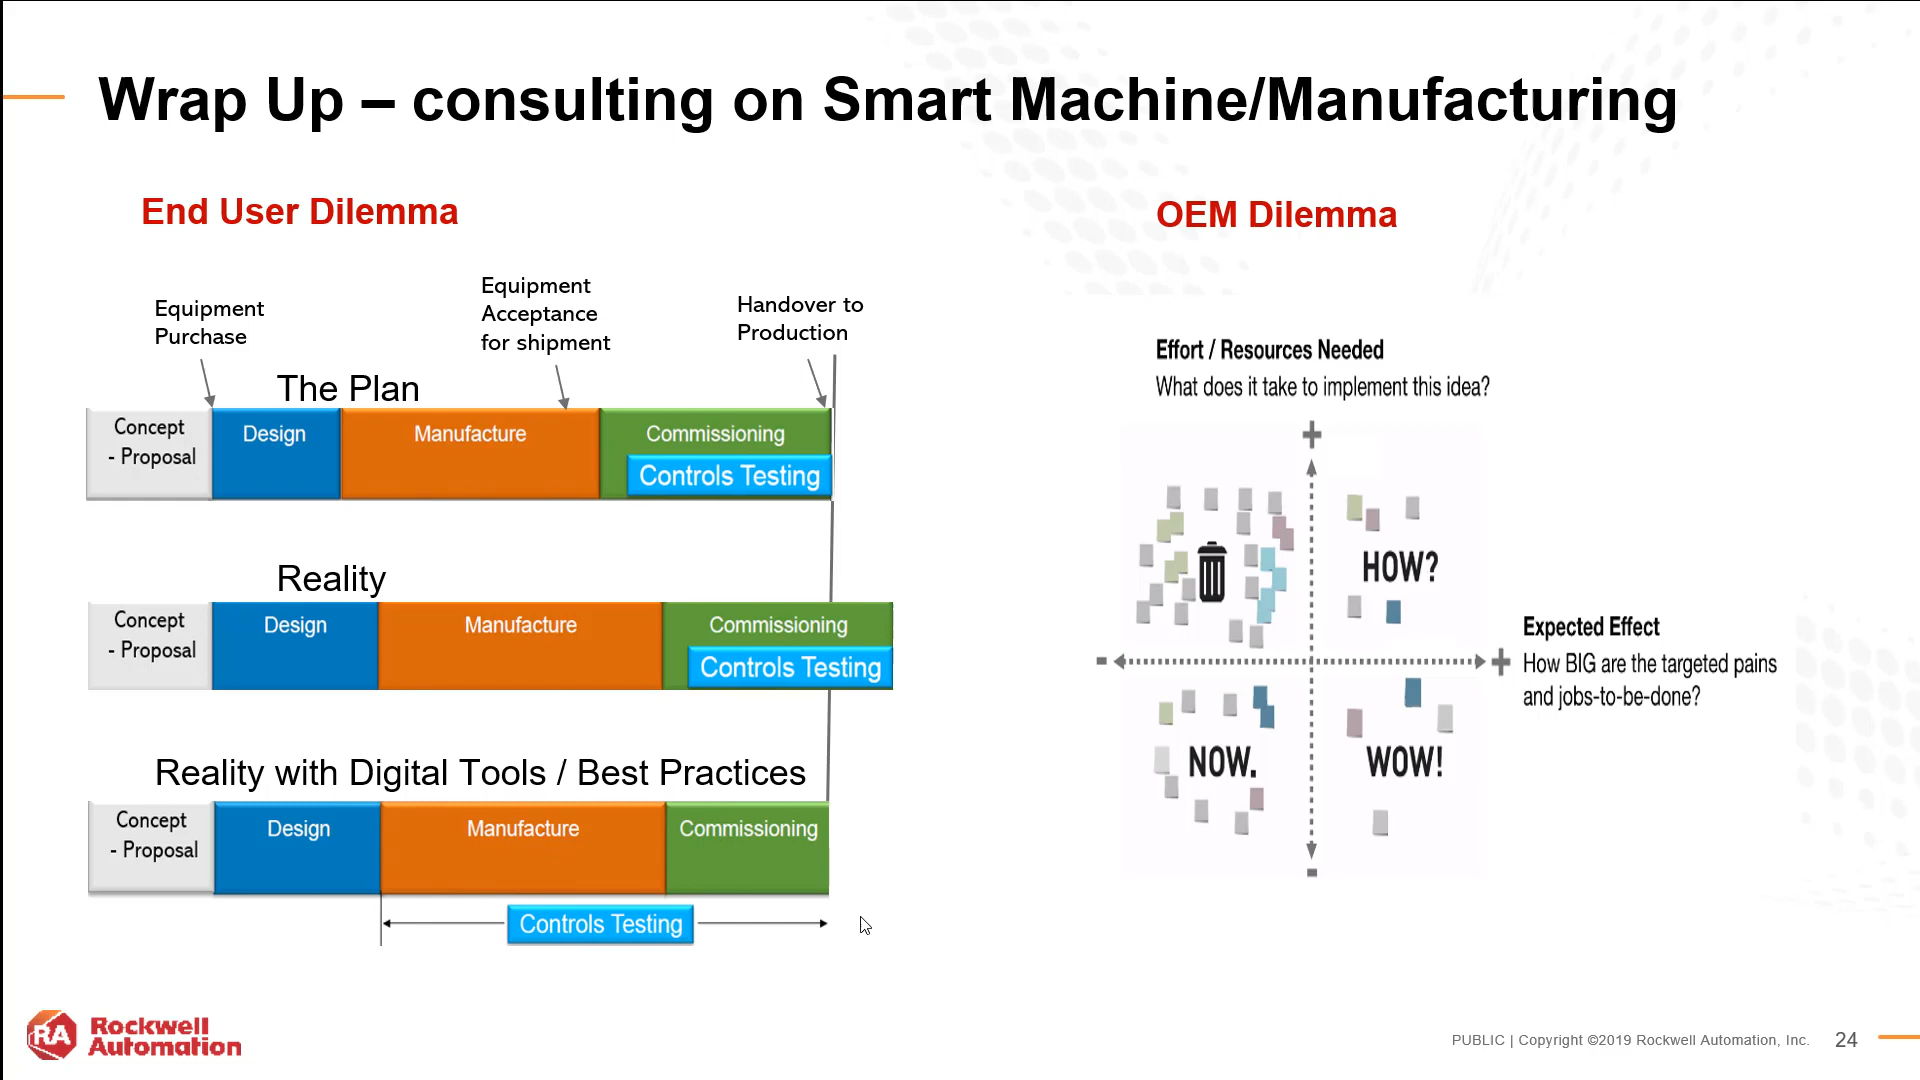 Wrap Up – consulting on Smart Machine/Manufacturing
End User Dilemma
Equipment
Purchase
Equipment
Acceptance
for shipment
Handover to
Production
The Plan
Concept
- Proposal
Design
Manufacture
Commissioning
Controls Testing
Reality
Concept
- Proposal
Design
Manufacture
Commissioning
Controls Testing
Reality with Digital Tools / Best Practices
Concept
- Proposal
Design
Manufacture
Commissioning
Controls Testing
OEM Dilemma
Effort / Resources Needed
What does it take to implement this idea?
HOW?
Expected Effect
How BIG are the targeted pains
and jobs-to-be-done?
NOW.
WOW!
RA
Rockwell
Automation
PUBLIC | Copyright ©2019 Rockwell Automation, Inc.
24